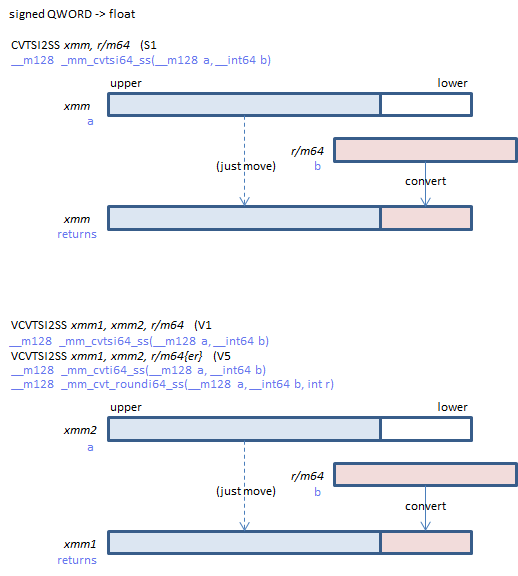 signed QWORD -> float
CVTSI2SS xmm, r/m64 (S1
__m128 _mm_cvtsi64_ss(__m128 a, __int64 b)
upper lower
xmm
a
r/m64
(just move) b
convert
xmm
returns
VCVTSI2SS xmm1, xmm2, r/m64 (V1
__m128 _mm_cvtsi64_ss(__m128 a, __int64 b)
VCVTSI2SS xmm1, xmm2, r/m64{er} (V5
__m128 _mm_cvti64_ss(__m128 a, __int64 b)
__m128 _mm_cvt_roundi64_ss(__m128 a, __int64 b, int r)
upper lower
xmm2
a
r/m64
(just move) b
convert
xmm1
returns